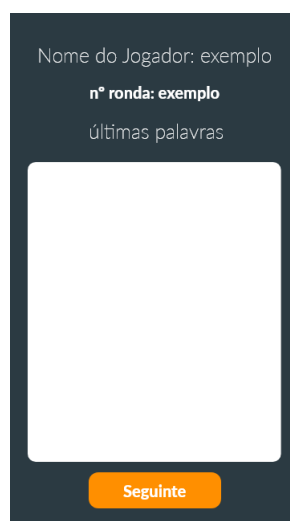 Nome do Jogador: exemplo
nº ronda: exemplo
últimas palavras
Seguinte